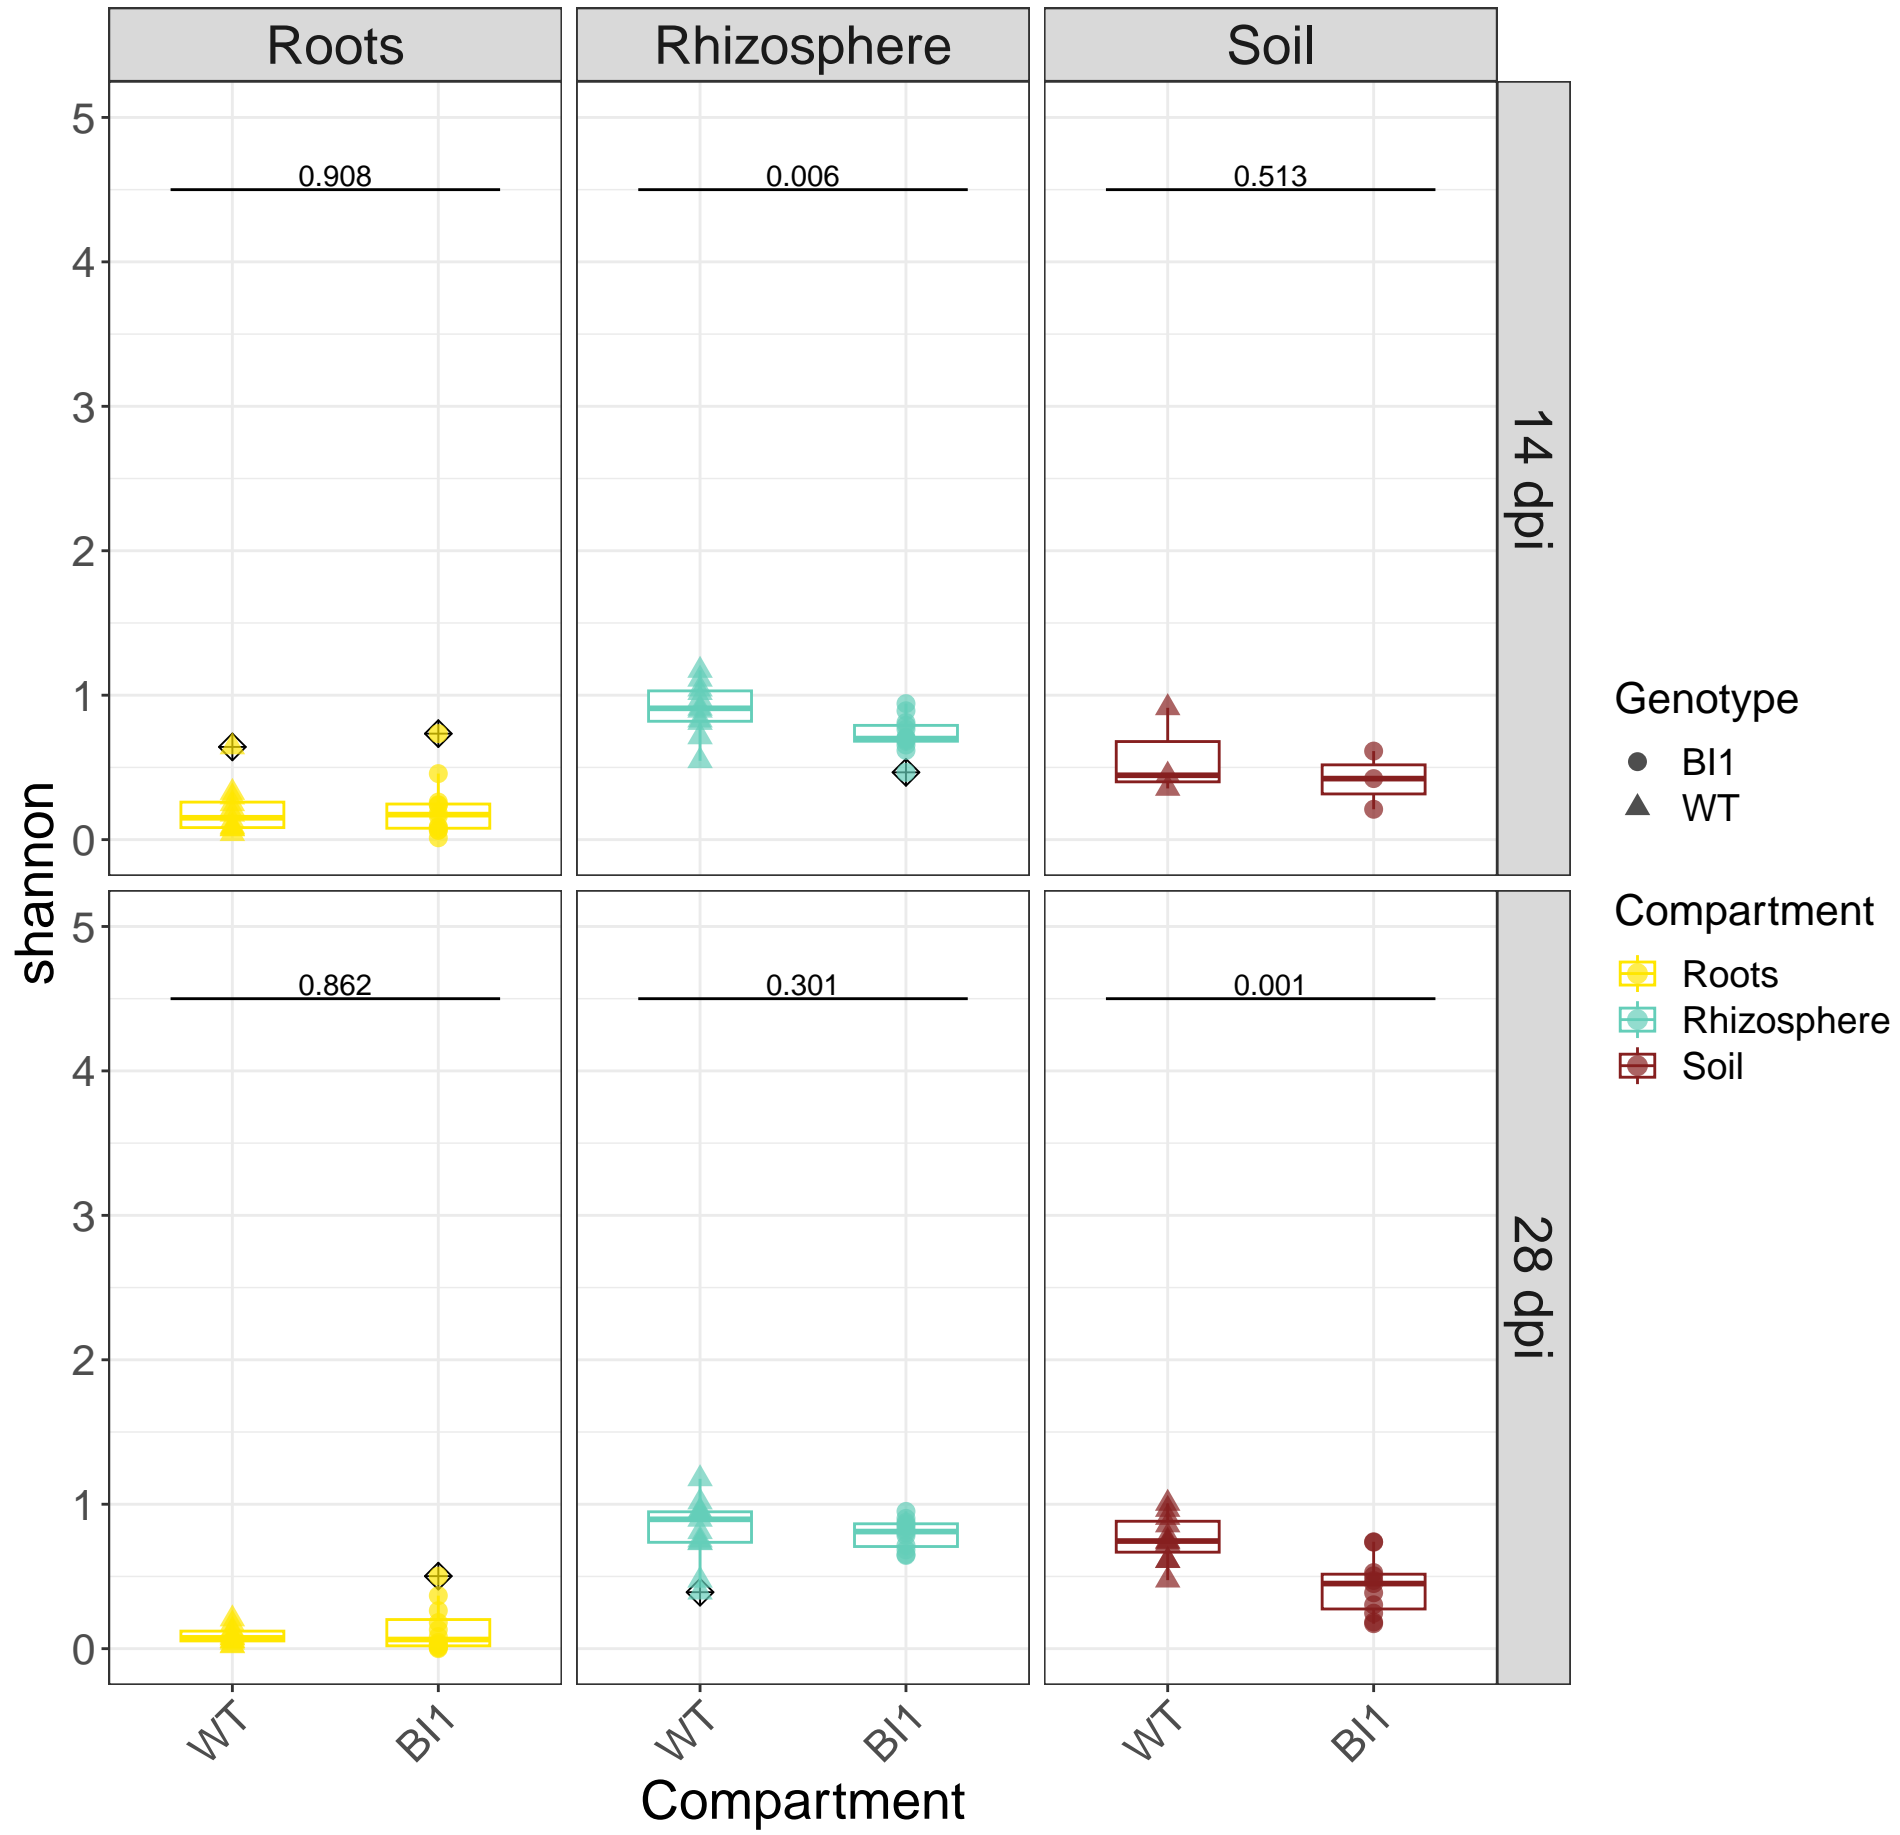 Roots
Rhizosphere
Soil
5
4
3
2
1
0
0.908
0.006
0.513
14 dpi
5
4
3
2
1
0
0.862
0.301
0.001
28 dpi
shannon
WT
BI1
WT
BI1
WT
BI1
Compartment
Genotype
BI1
WT
Compartment
Roots
Rhizosphere
Soil